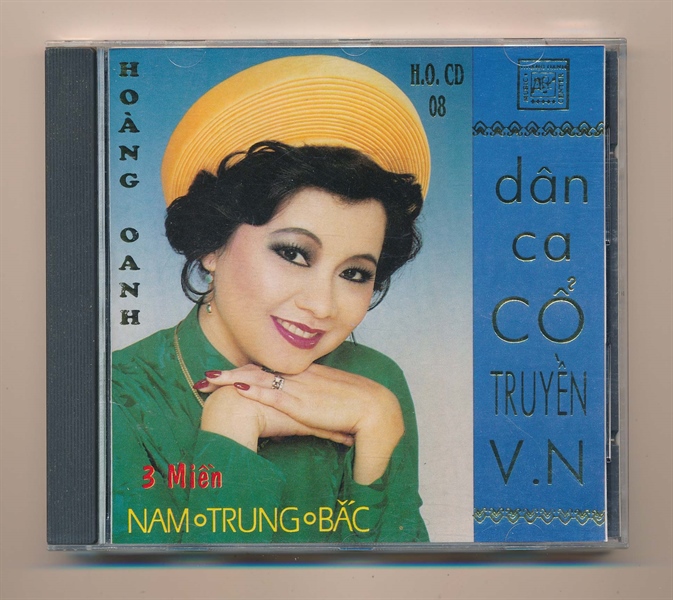 HOÀNG OANH
H.O. CD
08
dân
ca
CỔ
TRUYỀN
V.N
3 Miền
NAM•TRUNG•BẮC